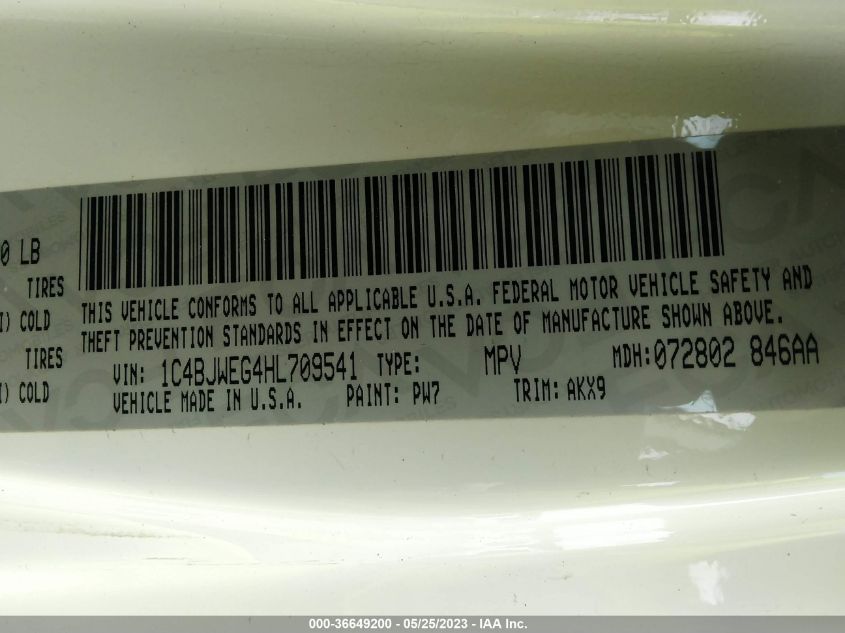 0 LB
TIRES
I) COLD
TIRES
I) COLD
THIS VEHICLE CONFORMS TO ALL APPLICABLE U.S.A. FEDERAL MOTOR VEHICLE SAFETY AND
THEFT PREVENTION STANDARDS IN EFFECT ON THE DATE OF MANUFACTURE SHOWN ABOVE.
VIN: 1C4BJWEG4HL709541 TYPE: MPV MDH: 072802 846AA
VEHICLE MADE IN U.S.A. PAINT: PW7 TRIM: AKX9
000-36649200 - 05/25/2023 - IAA Inc.